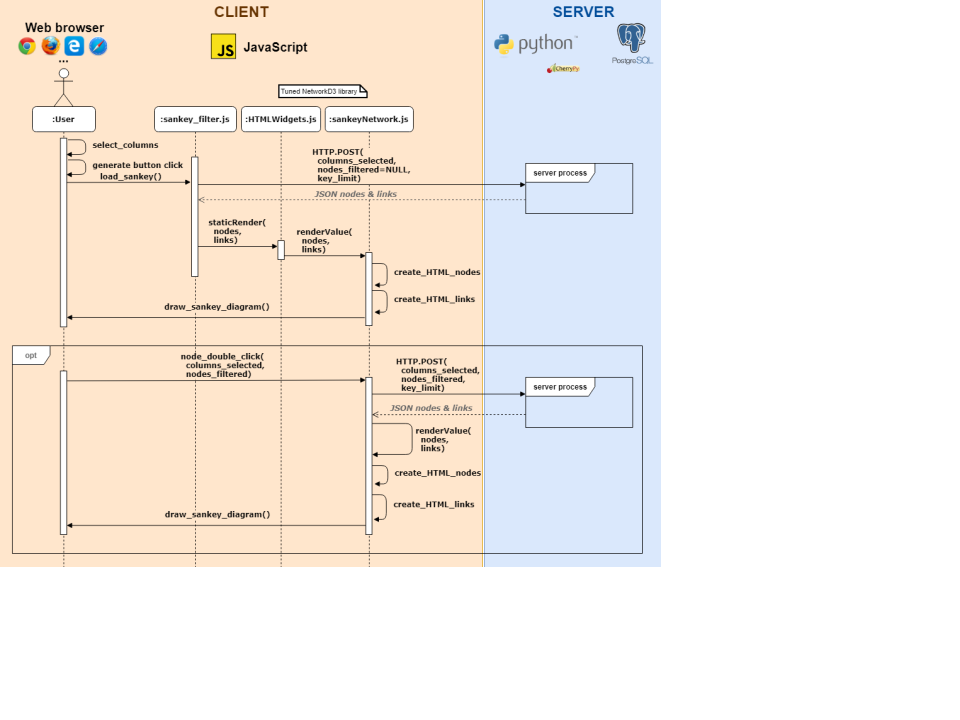 CLIENT
SERVER
Web browser
...
JS
JavaScript
python
PostgreSQL
CherryPy
Tuned NetworkD3 library
:User
:sankey_filter.js
:HTMLWidgets.js
:sankeyNetwork.js
select_columns
generate button click
load_sankey()
HTTP.POST(
columns_selected,
nodes_filtered=NULL,
key_limit)
server process
JSON nodes & links
staticRender(
nodes,
links)
renderValue(
nodes,
links)
create_HTML_nodes
create_HTML_links
draw_sankey_diagram()
opt
node_double_click(
columns_selected,
nodes_filtered)
HTTP.POST(
columns_selected,
nodes_filtered,
key_limit)
server process
JSON nodes & links
renderValue(
nodes,
links)
create_HTML_nodes
create_HTML_links
draw_sankey_diagram()